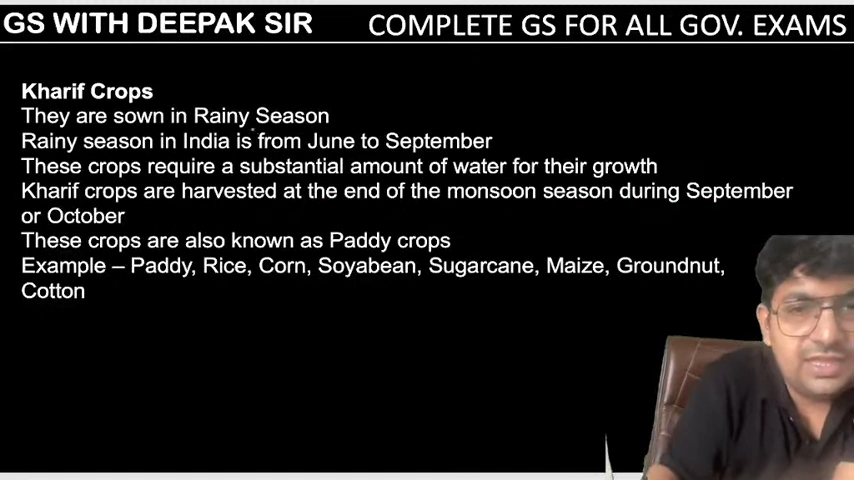 GS WITH DEEPAK SIR
COMPLETE GS FOR ALL GOV. EXAMS
Kharif Crops
They are sown in Rainy Season
Rainy season in India is from June to September
These crops require a substantial amount of water for their growth
Kharif crops are harvested at the end of the monsoon season during September
or October
These crops are also known as Paddy crops
Example – Paddy, Rice, Corn, Soyabean, Sugarcane, Maize, Groundnut,
Cotton